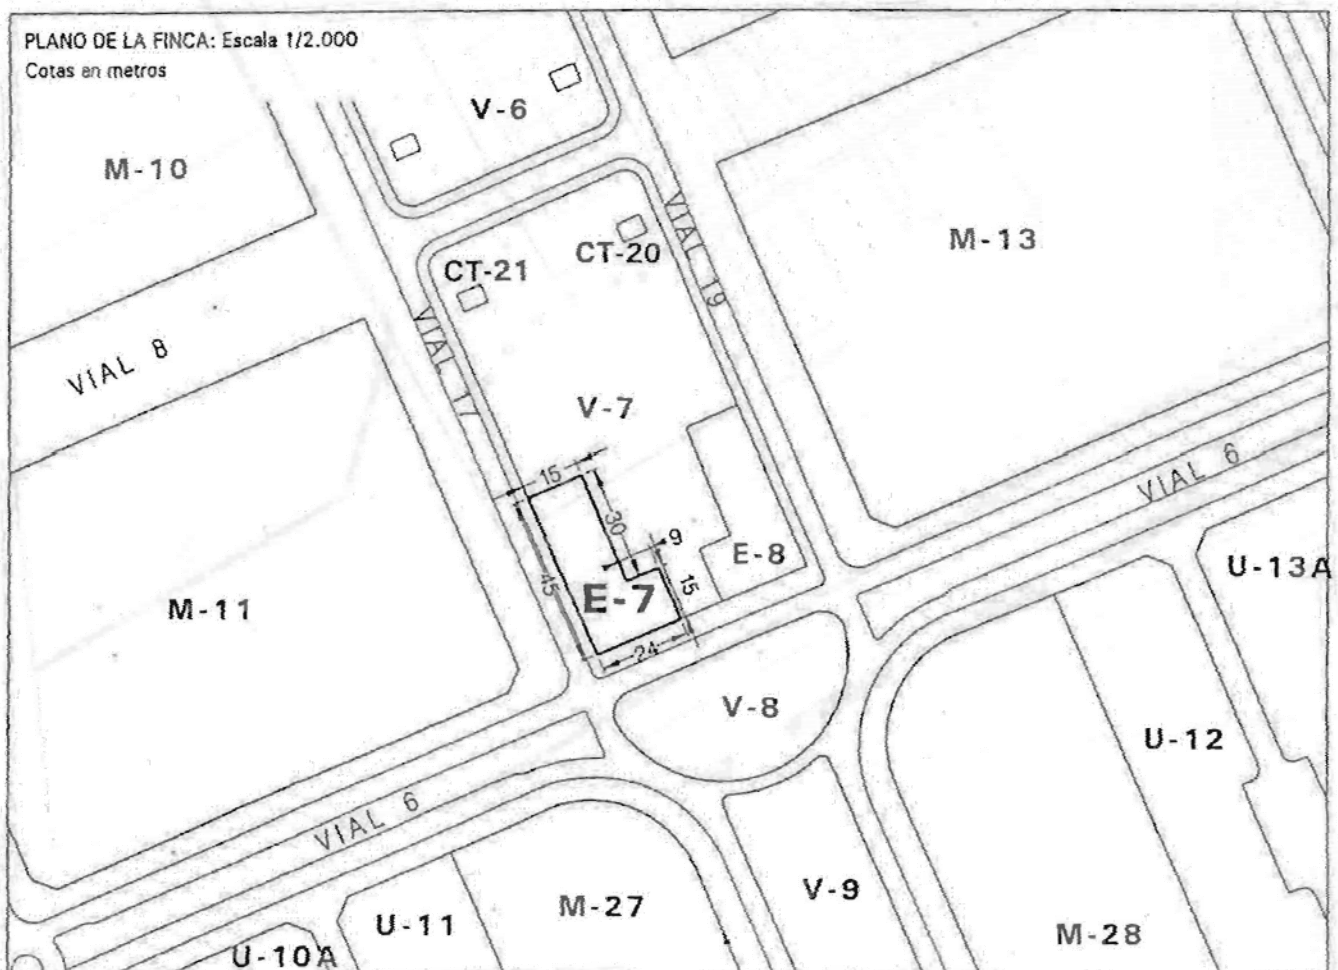 PLANO DE LA FINCA: Escala 1/2.000
Cotas en metros
V-6
M-10
M-13
CT-20
CT-21
VIAL 19
VIAL 17
VIAL 8
V-7
VIAL 6
15
30
9
15
45
24
E-7
E-8
U-13A
M-11
V-8
U-12
VIAL 6
V-9
M-27
U-11
M-28
U-10A